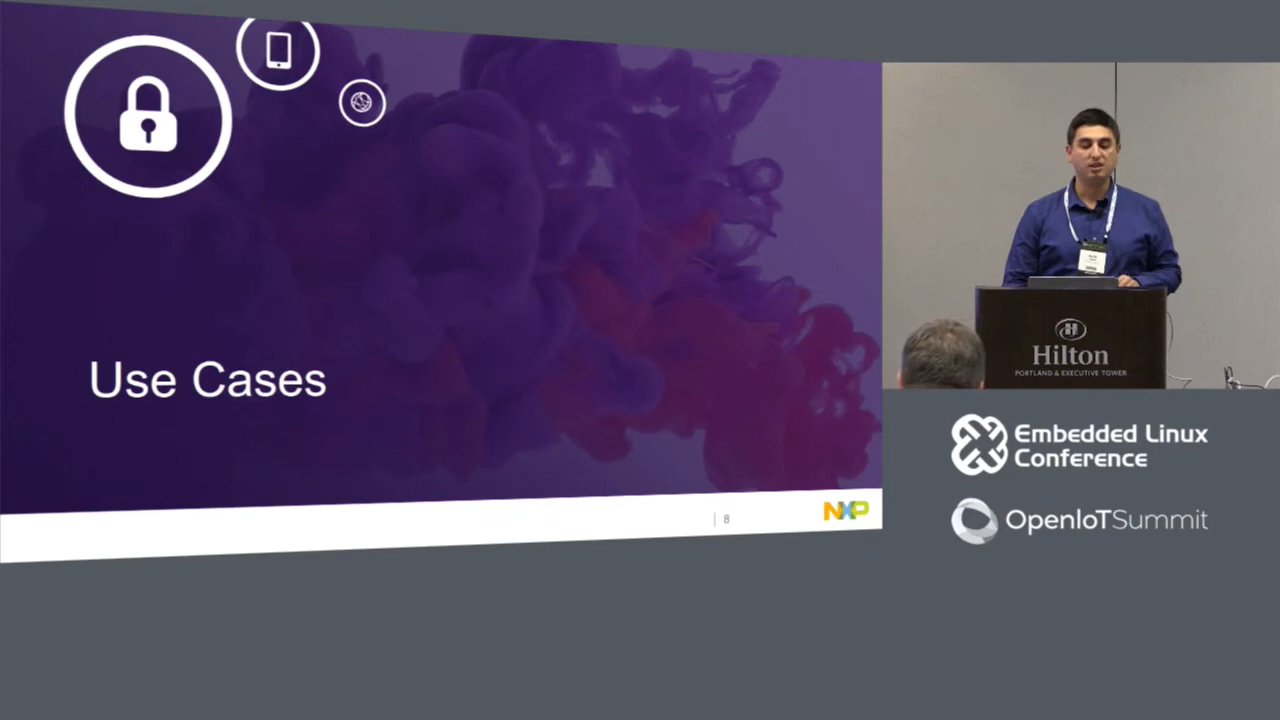 Use Cases
8
NXP
Hilton
PORTLAND & EXECUTIVE TOWER
Embedded Linux
Conference
OpenIoTSummit